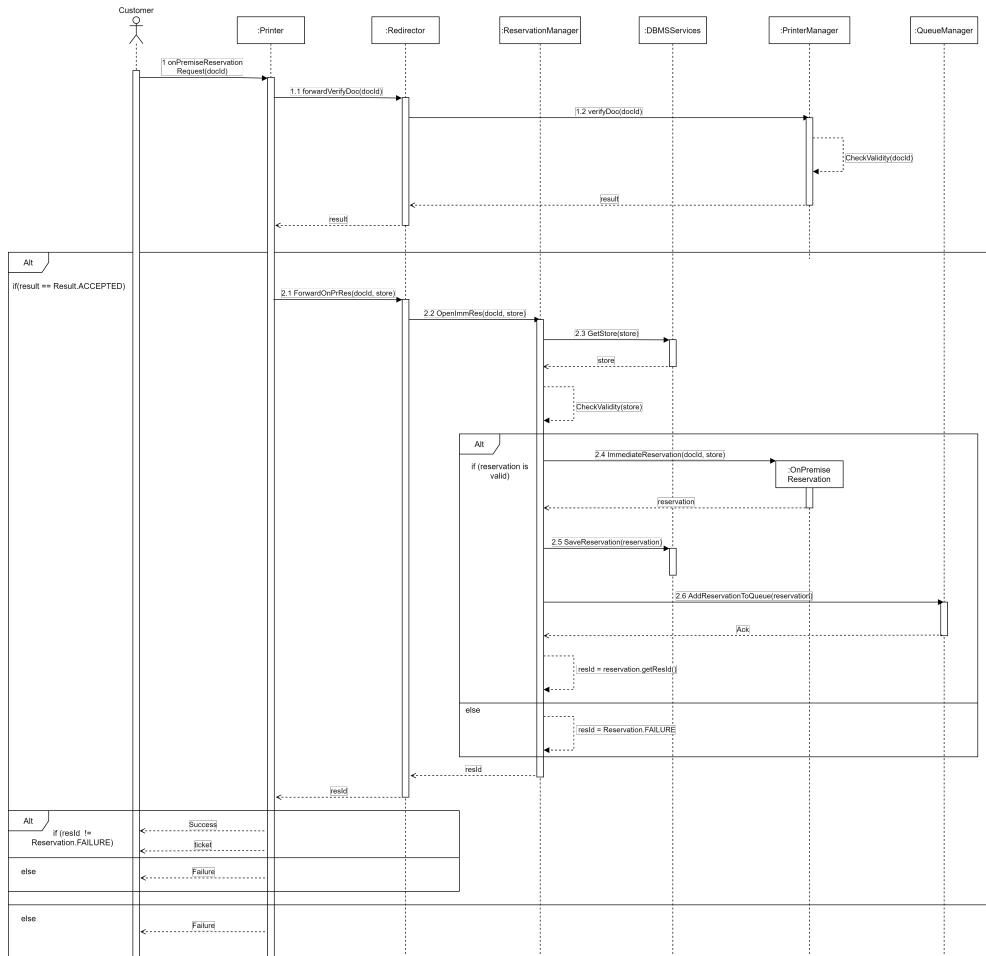 Customer
:Printer
:Redirector
:ReservationManager
:DBMSServices
:PrinterManager
:QueueManager
1 onPremiseReservation
Request(docId)
1.1 forwardVerifyDoc(docId)
1.2 verifyDoc(docId)
CheckValidity(docId)
result
result
Alt
if(result == Result.ACCEPTED)
2.1 ForwardOnPrRes(docId, store)
2.2 OpenImmRes(docId, store)
2.3 GetStore(store)
store
CheckValidity(store)
Alt
if (reservation is
valid)
2.4 ImmediateReservation(docId, store)
:OnPremise
Reservation
reservation
2.5 SaveReservation(reservation)
2.6 AddReservationToQueue(reservation)
Ack
resId = reservation.getResId()
else
resId = Reservation.FAILURE
resId
resId
Alt
if (resId !=
Reservation.FAILURE)
Success
ticket
else
Failure
else
Failure